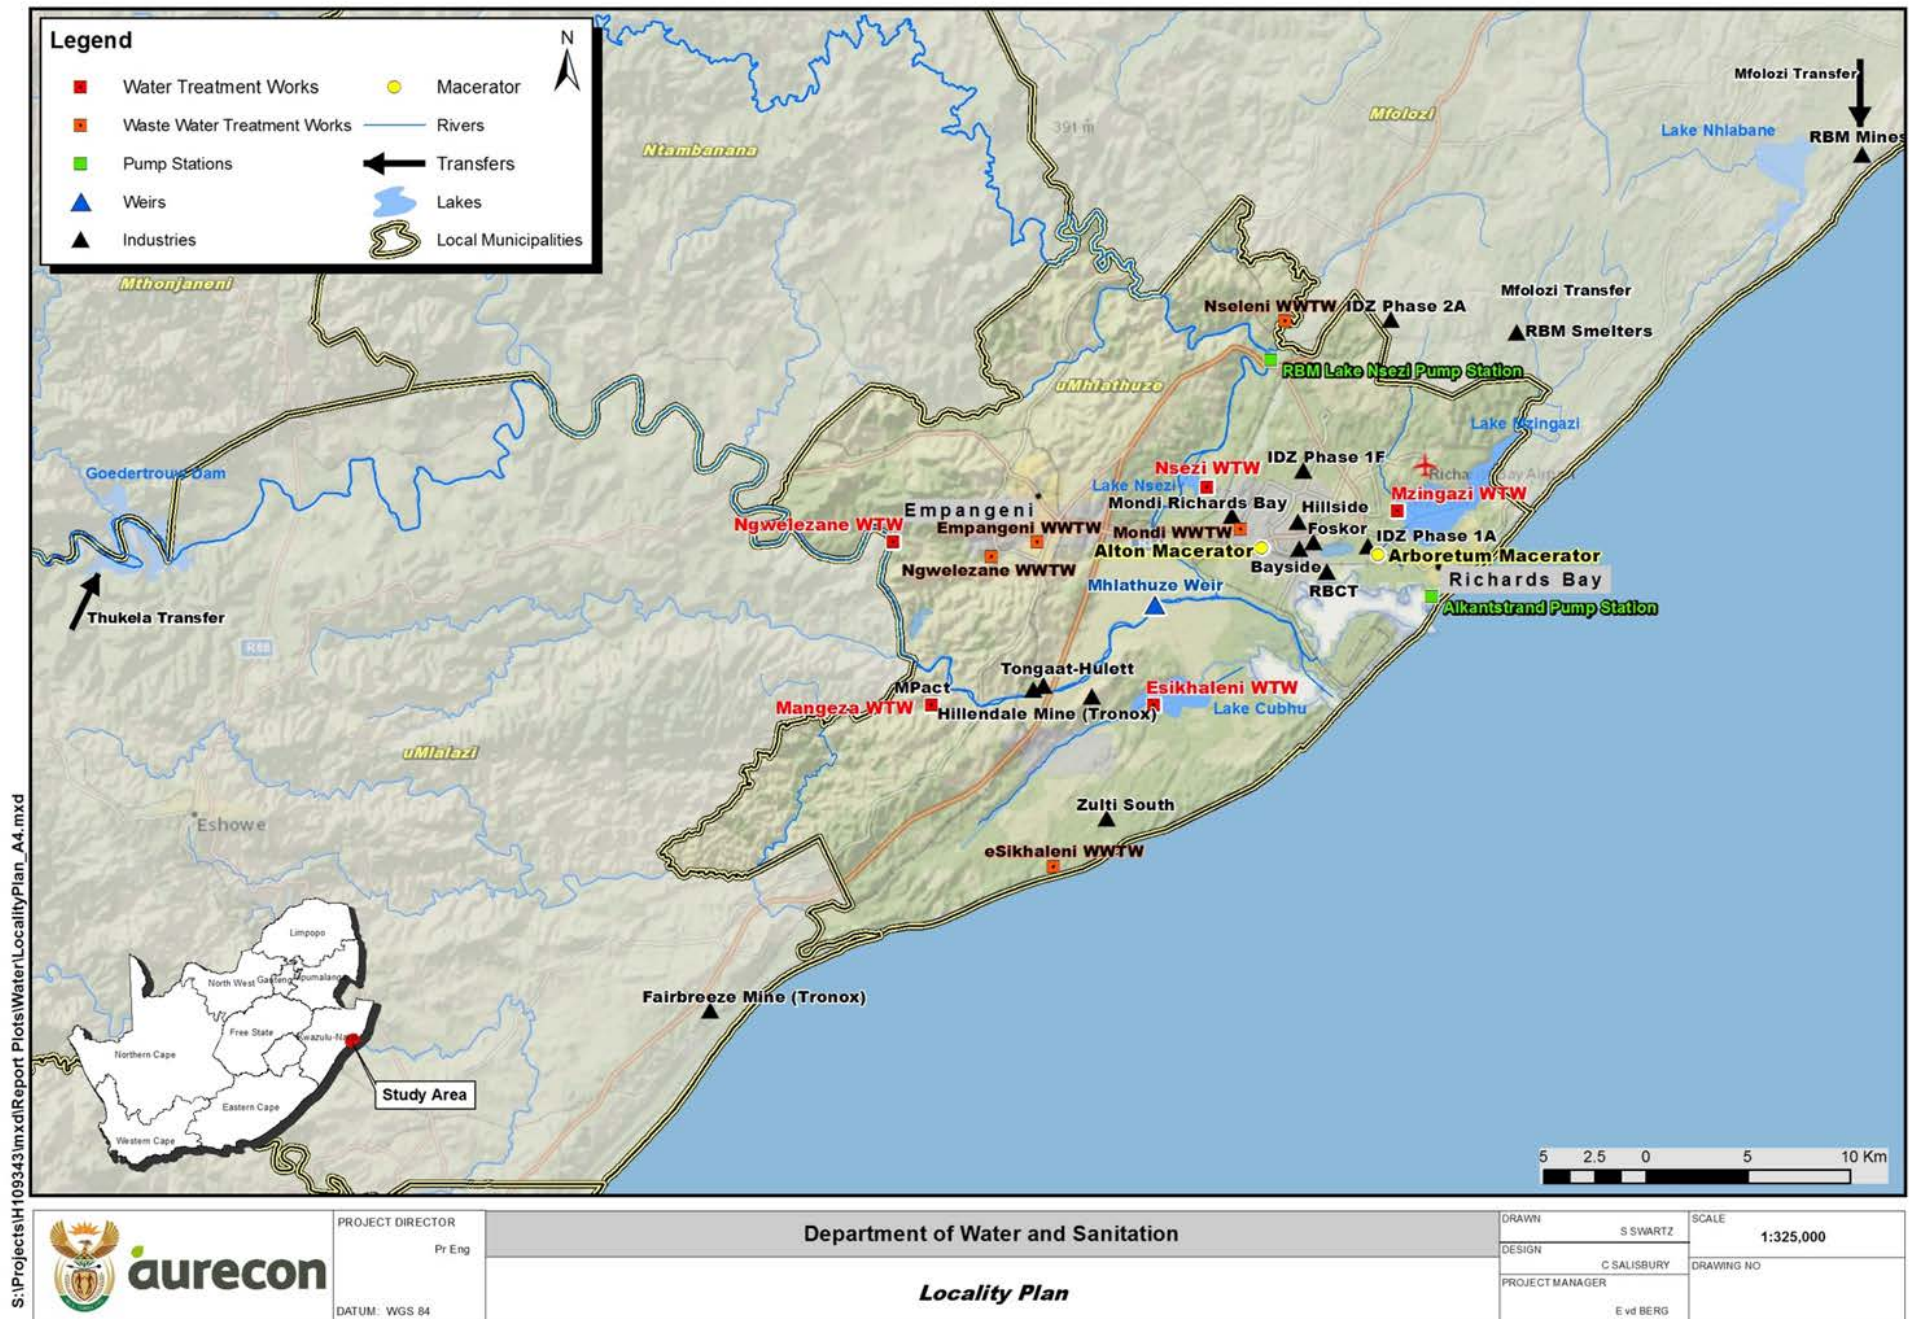 Legend
N
Water Treatment Works
Macerator
Waste Water Treatment Works
Rivers
Pump Stations
Transfers
Weirs
Lakes
Industries
Local Municipalities
Mfolozi Transfer
Mfolozi
391 m
Lake Nhlabane
RBM Mines
Ntambanana
Mthonjaneni
Mfolozi Transfer
Nseleni WWTW
IDZ Phase 2A
RBM Smelters
RBM Lake Nsezi Pump Station
uMhlathuze
Lake Mzingazi
Goedertrouw Dam
IDZ Phase 1F
Nsezi WTW
Lake Nsezi
Mzingazi WTW
Mondi Richards Bay
Hillside
Empangeni
Ngwelezane WTW
Empangeni WWTW
Mondi WWTW
Foskor
IDZ Phase 1A
Alton Macerator
Arboretum Macerator
Ngwelezane WWTW
Bayside
Richards Bay
Mhlathuze Weir
RBCT
Alkantstrand Pump Station
Thukela Transfer
Tongaat-Hulett
MPact
Esikhaleni WTW
Mangeza WTW
Hillendale Mine (Tronox)
Lake Cubhu
uMlalazi
Zulti South
Eshowe
eSikhaleni WWTW
Fairbreeze Mine (Tronox)
Limpopo
North West
Free State
Northern Cape
Eastern Cape
Western Cape
Study Area
5 2.5 0 5 10 Km
S:\Projects\H109343\mxd\Report Plots\Water\LocalityPlan_A4.mxd
aurecon
PROJECT DIRECTOR
Pr Eng
DATUM: WGS 84
Department of Water and Sanitation
Locality Plan
DRAWN
S SWARTZ
DESIGN
C SALISBURY
PROJECT MANAGER
E vd BERG
SCALE
1:325,000
DRAWING NO